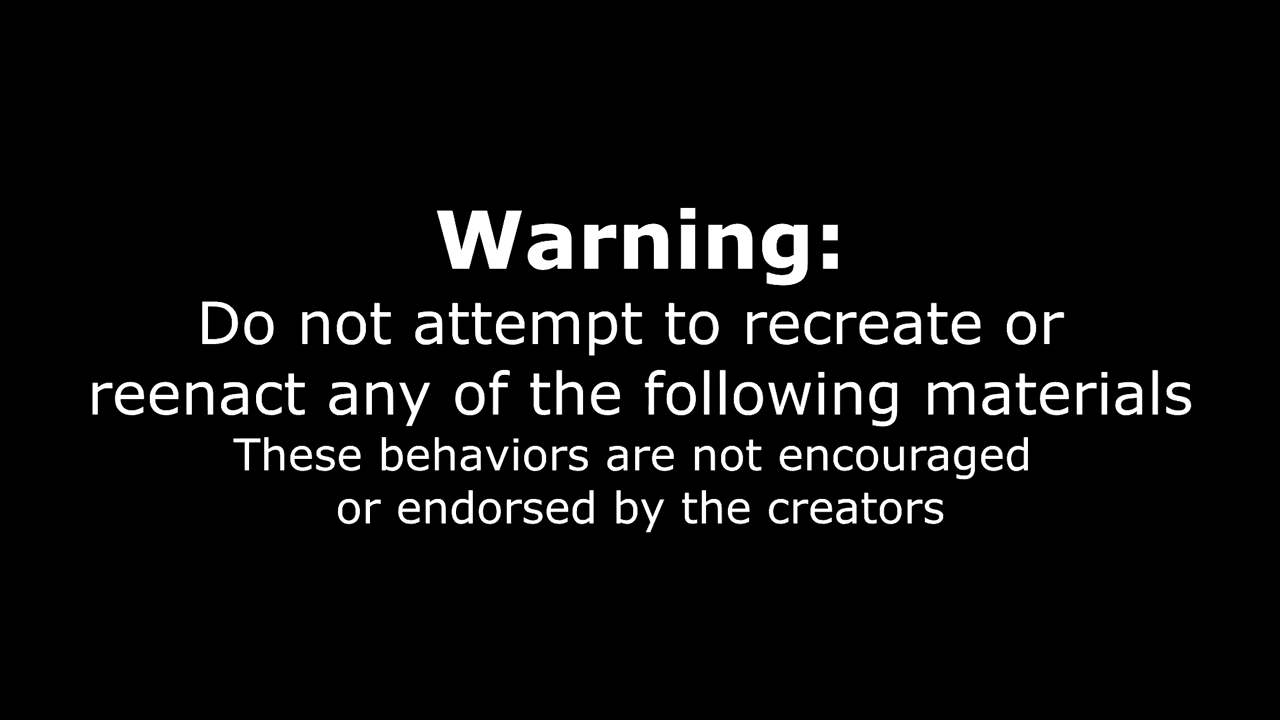 Warning:
Do not attempt to recreate or
reenact any of the following materials
These behaviors are not encouraged
or endorsed by the creators